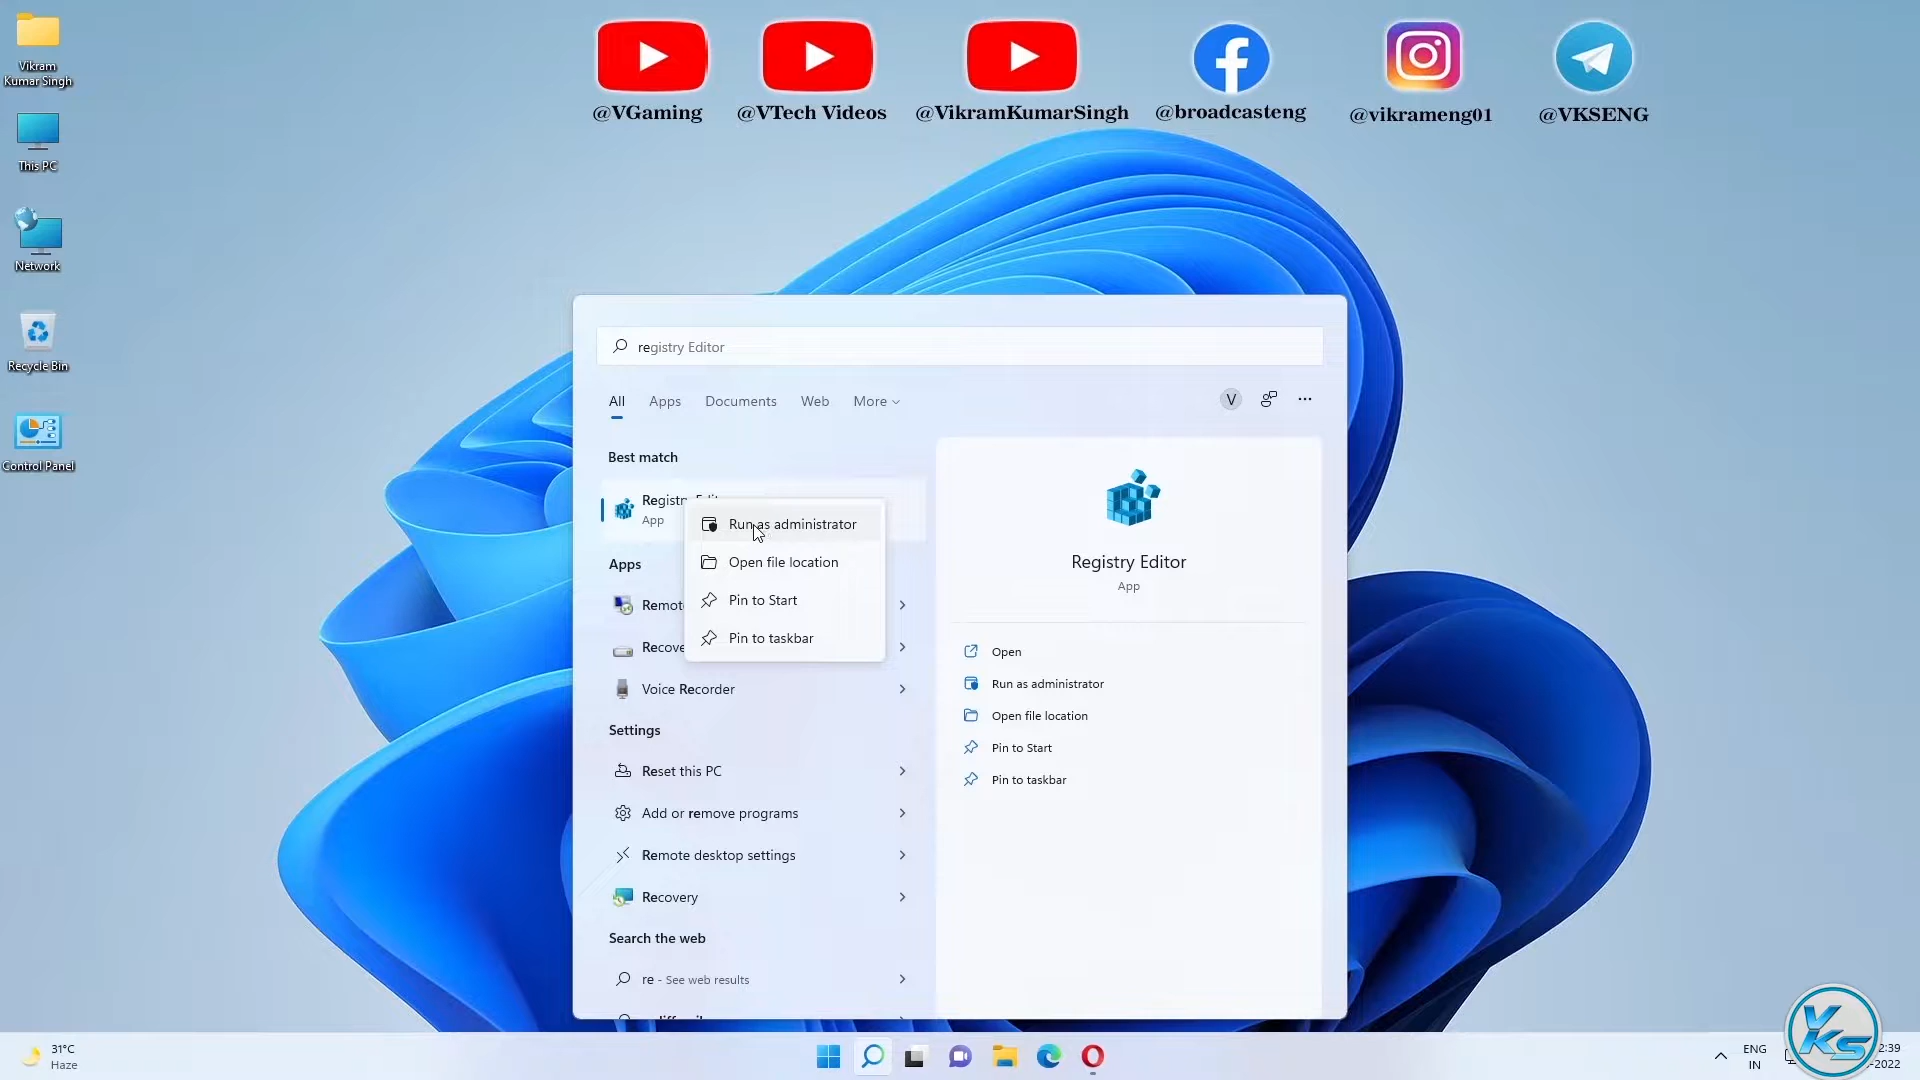 Vikram
Kumar Singh
This PC
Network
Recycle Bin
Control Panel
@VGaming
@VTech Videos
@VikramKumarSingh
@broadcasteng
@vikrameng01
@VKSENG
registry Editor
All
Apps
Documents
Web
More
V
Best match
App
Run as administrator
Open file location
Pin to Start
Pin to taskbar
Apps
Voice Recorder
Settings
Reset this PC
Add or remove programs
Remote desktop settings
Recovery
Search the web
re - See web results
Registry Editor
App
Open
Run as administrator
Open file location
Pin to Start
Pin to taskbar
31°C
Haze
ENG
IN
2:39
-2022
VKS